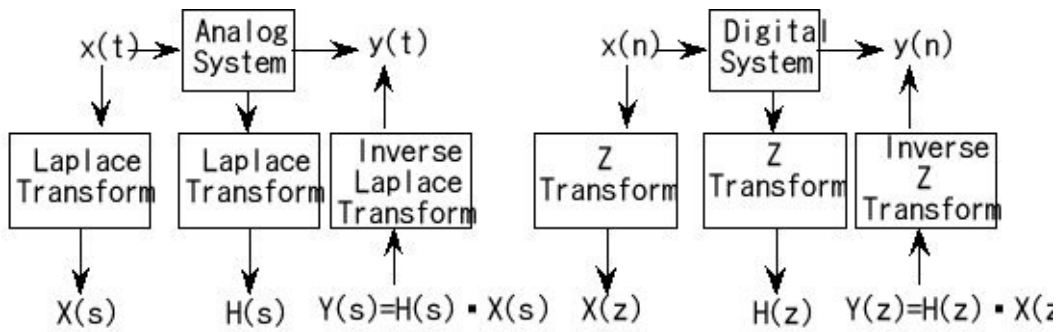 x(t)
Analog
System
y(t)
Laplace
Transform
Laplace
Transform
Inverse
Laplace
Transform
X(s)
H(s)
Y(s)=H(s)▪X(s)
x(n)
Digital
System
y(n)
Z
Transform
Z
Transform
Inverse
Z
Transform
X(z)
H(z)
Y(z)=H(z)▪X(z